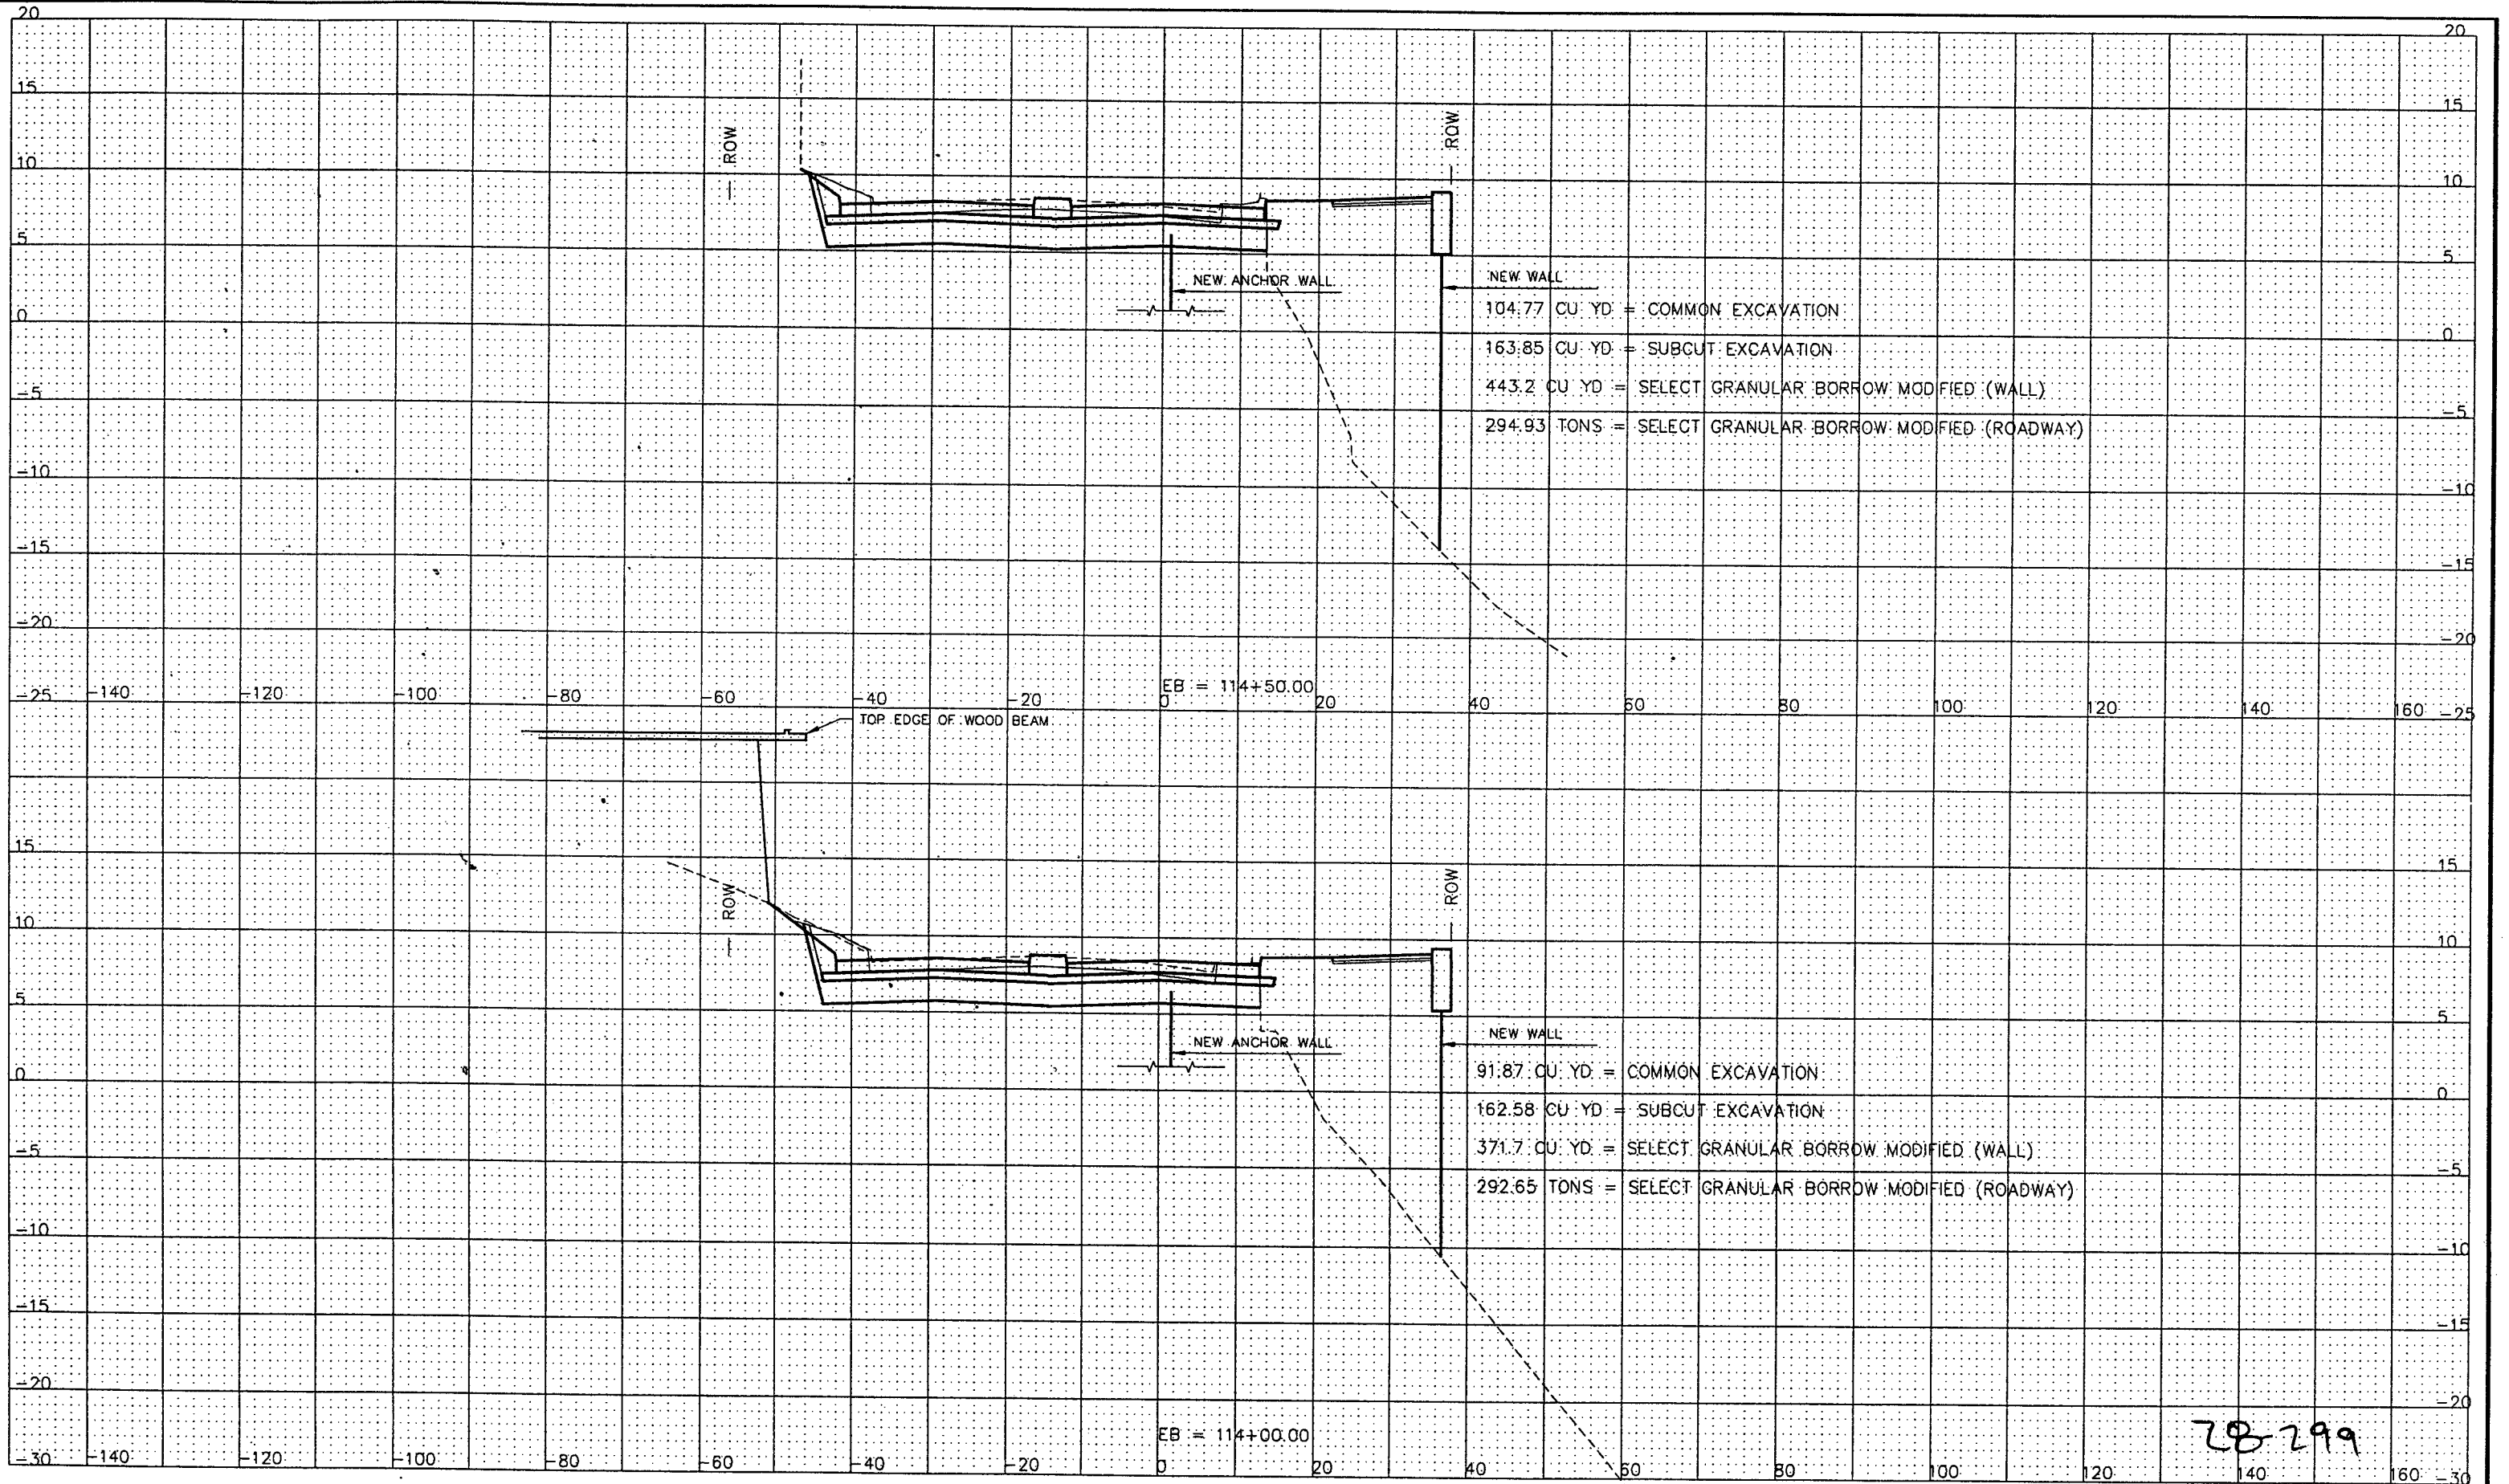 20 20
15 15
— ROW — ROW
10 10
5 5
NEW ANCHOR WALL NEW WALL
104.77 CU YD = COMMON EXCAVATION
0 0
163.85 CU YD = SUBCUT EXCAVATION
443.2 CU YD = SELECT GRANULAR BORROW MODIFIED (WALL)
-5 -5
294.93 TONS = SELECT GRANULAR BORROW MODIFIED (ROADWAY)
-10 -10
-15 -15
-20 -20
EB = 114+50.00
-25 -140 -120 -100 -80 -60 -40 -20 0 20 40 60 80 100 120 140 160 -25
TOP EDGE OF WOOD BEAM
15 15
— ROW — ROW
10 10
5 5
NEW ANCHOR WALL NEW WALL
91.87 CU YD = COMMON EXCAVATION
0 0
162.58 CU YD = SUBCUT EXCAVATION
371.7 CU YD = SELECT GRANULAR BORROW MODIFIED (WALL)
-5 -5
292.65 TONS = SELECT GRANULAR BORROW MODIFIED (ROADWAY)
-10 -10
-15 -15
-20 -20
EB = 114+00.00
28-299
-30 -140 -120 -100 -80 -60 -40 -20 0 20 40 60 80 100 120 140 160 -30